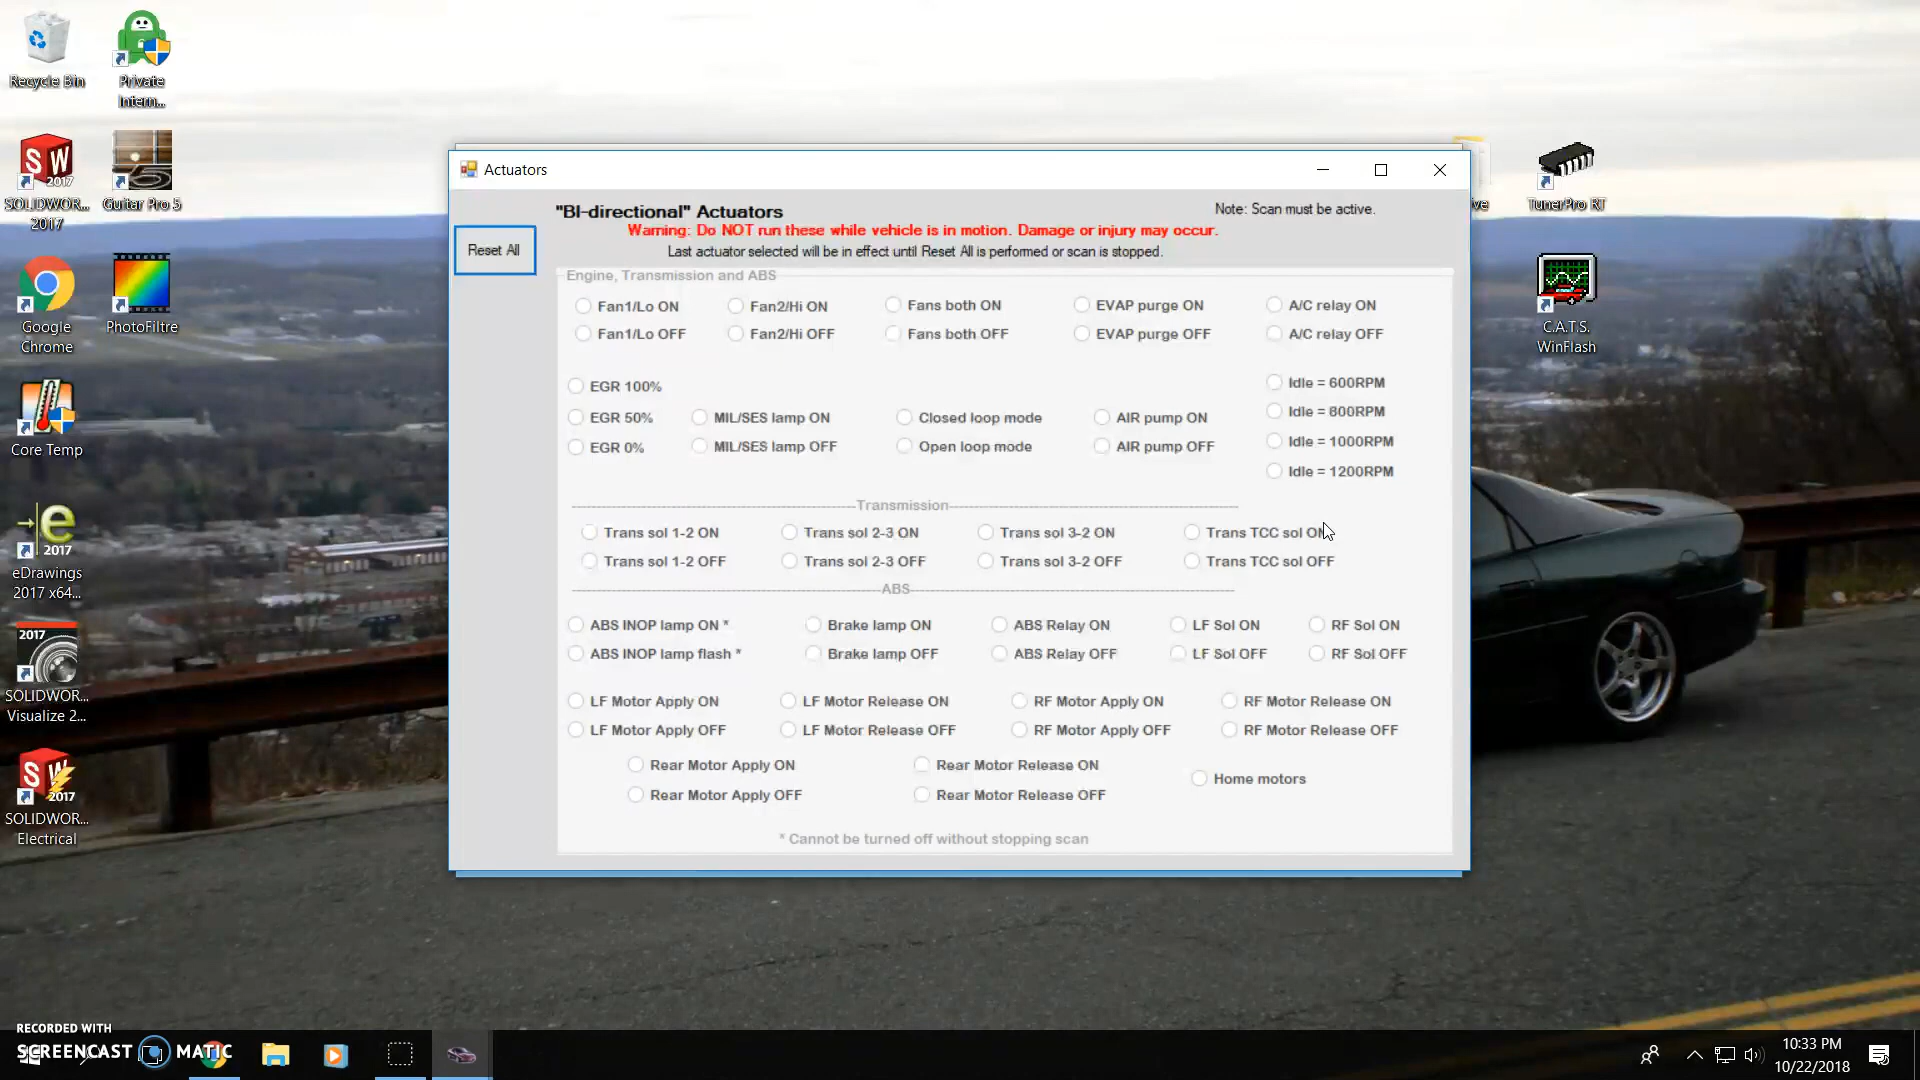 Recycle Bin
Private
Intern...
SOLIDWOR...
2017
Guitar Pro 5
Google
Chrome
PhotoFiltre
Core Temp
eDrawings
2017 x64...
SOLIDWOR...
Visualize 2...
SOLIDWOR...
Electrical
TunerPro RT
C.A.T.S.
WinFlash
Actuators
"BI-directional" Actuators
Note: Scan must be active.
Warning: Do NOT run these while vehicle is in motion. Damage or injury may occur.
Reset All
Last actuator selected will be in effect until Reset All is performed or scan is stopped.
Engine, Transmission and ABS
Fan1/Lo ON
Fan2/Hi ON
Fans both ON
EVAP purge ON
A/C relay ON
Fan1/Lo OFF
Fan2/Hi OFF
Fans both OFF
EVAP purge OFF
A/C relay OFF
EGR 100%
Idle = 600RPM
EGR 50%
MIL/SES lamp ON
Closed loop mode
AIR pump ON
Idle = 800RPM
EGR 0%
MIL/SES lamp OFF
Open loop mode
AIR pump OFF
Idle = 1000RPM
Idle = 1200RPM
Transmission
Trans sol 1-2 ON
Trans sol 2-3 ON
Trans sol 3-2 ON
Trans TCC sol ON
Trans sol 1-2 OFF
Trans sol 2-3 OFF
Trans sol 3-2 OFF
Trans TCC sol OFF
ABS
ABS INOP lamp ON *
Brake lamp ON
ABS Relay ON
LF Sol ON
RF Sol ON
ABS INOP lamp flash *
Brake lamp OFF
ABS Relay OFF
LF Sol OFF
RF Sol OFF
LF Motor Apply ON
LF Motor Release ON
RF Motor Apply ON
RF Motor Release ON
LF Motor Apply OFF
LF Motor Release OFF
RF Motor Apply OFF
RF Motor Release OFF
Rear Motor Apply ON
Rear Motor Release ON
Home motors
Rear Motor Apply OFF
Rear Motor Release OFF
* Cannot be turned off without stopping scan
RECORDED WITH
SCREENCAST MATIC
10:33 PM
10/22/2018